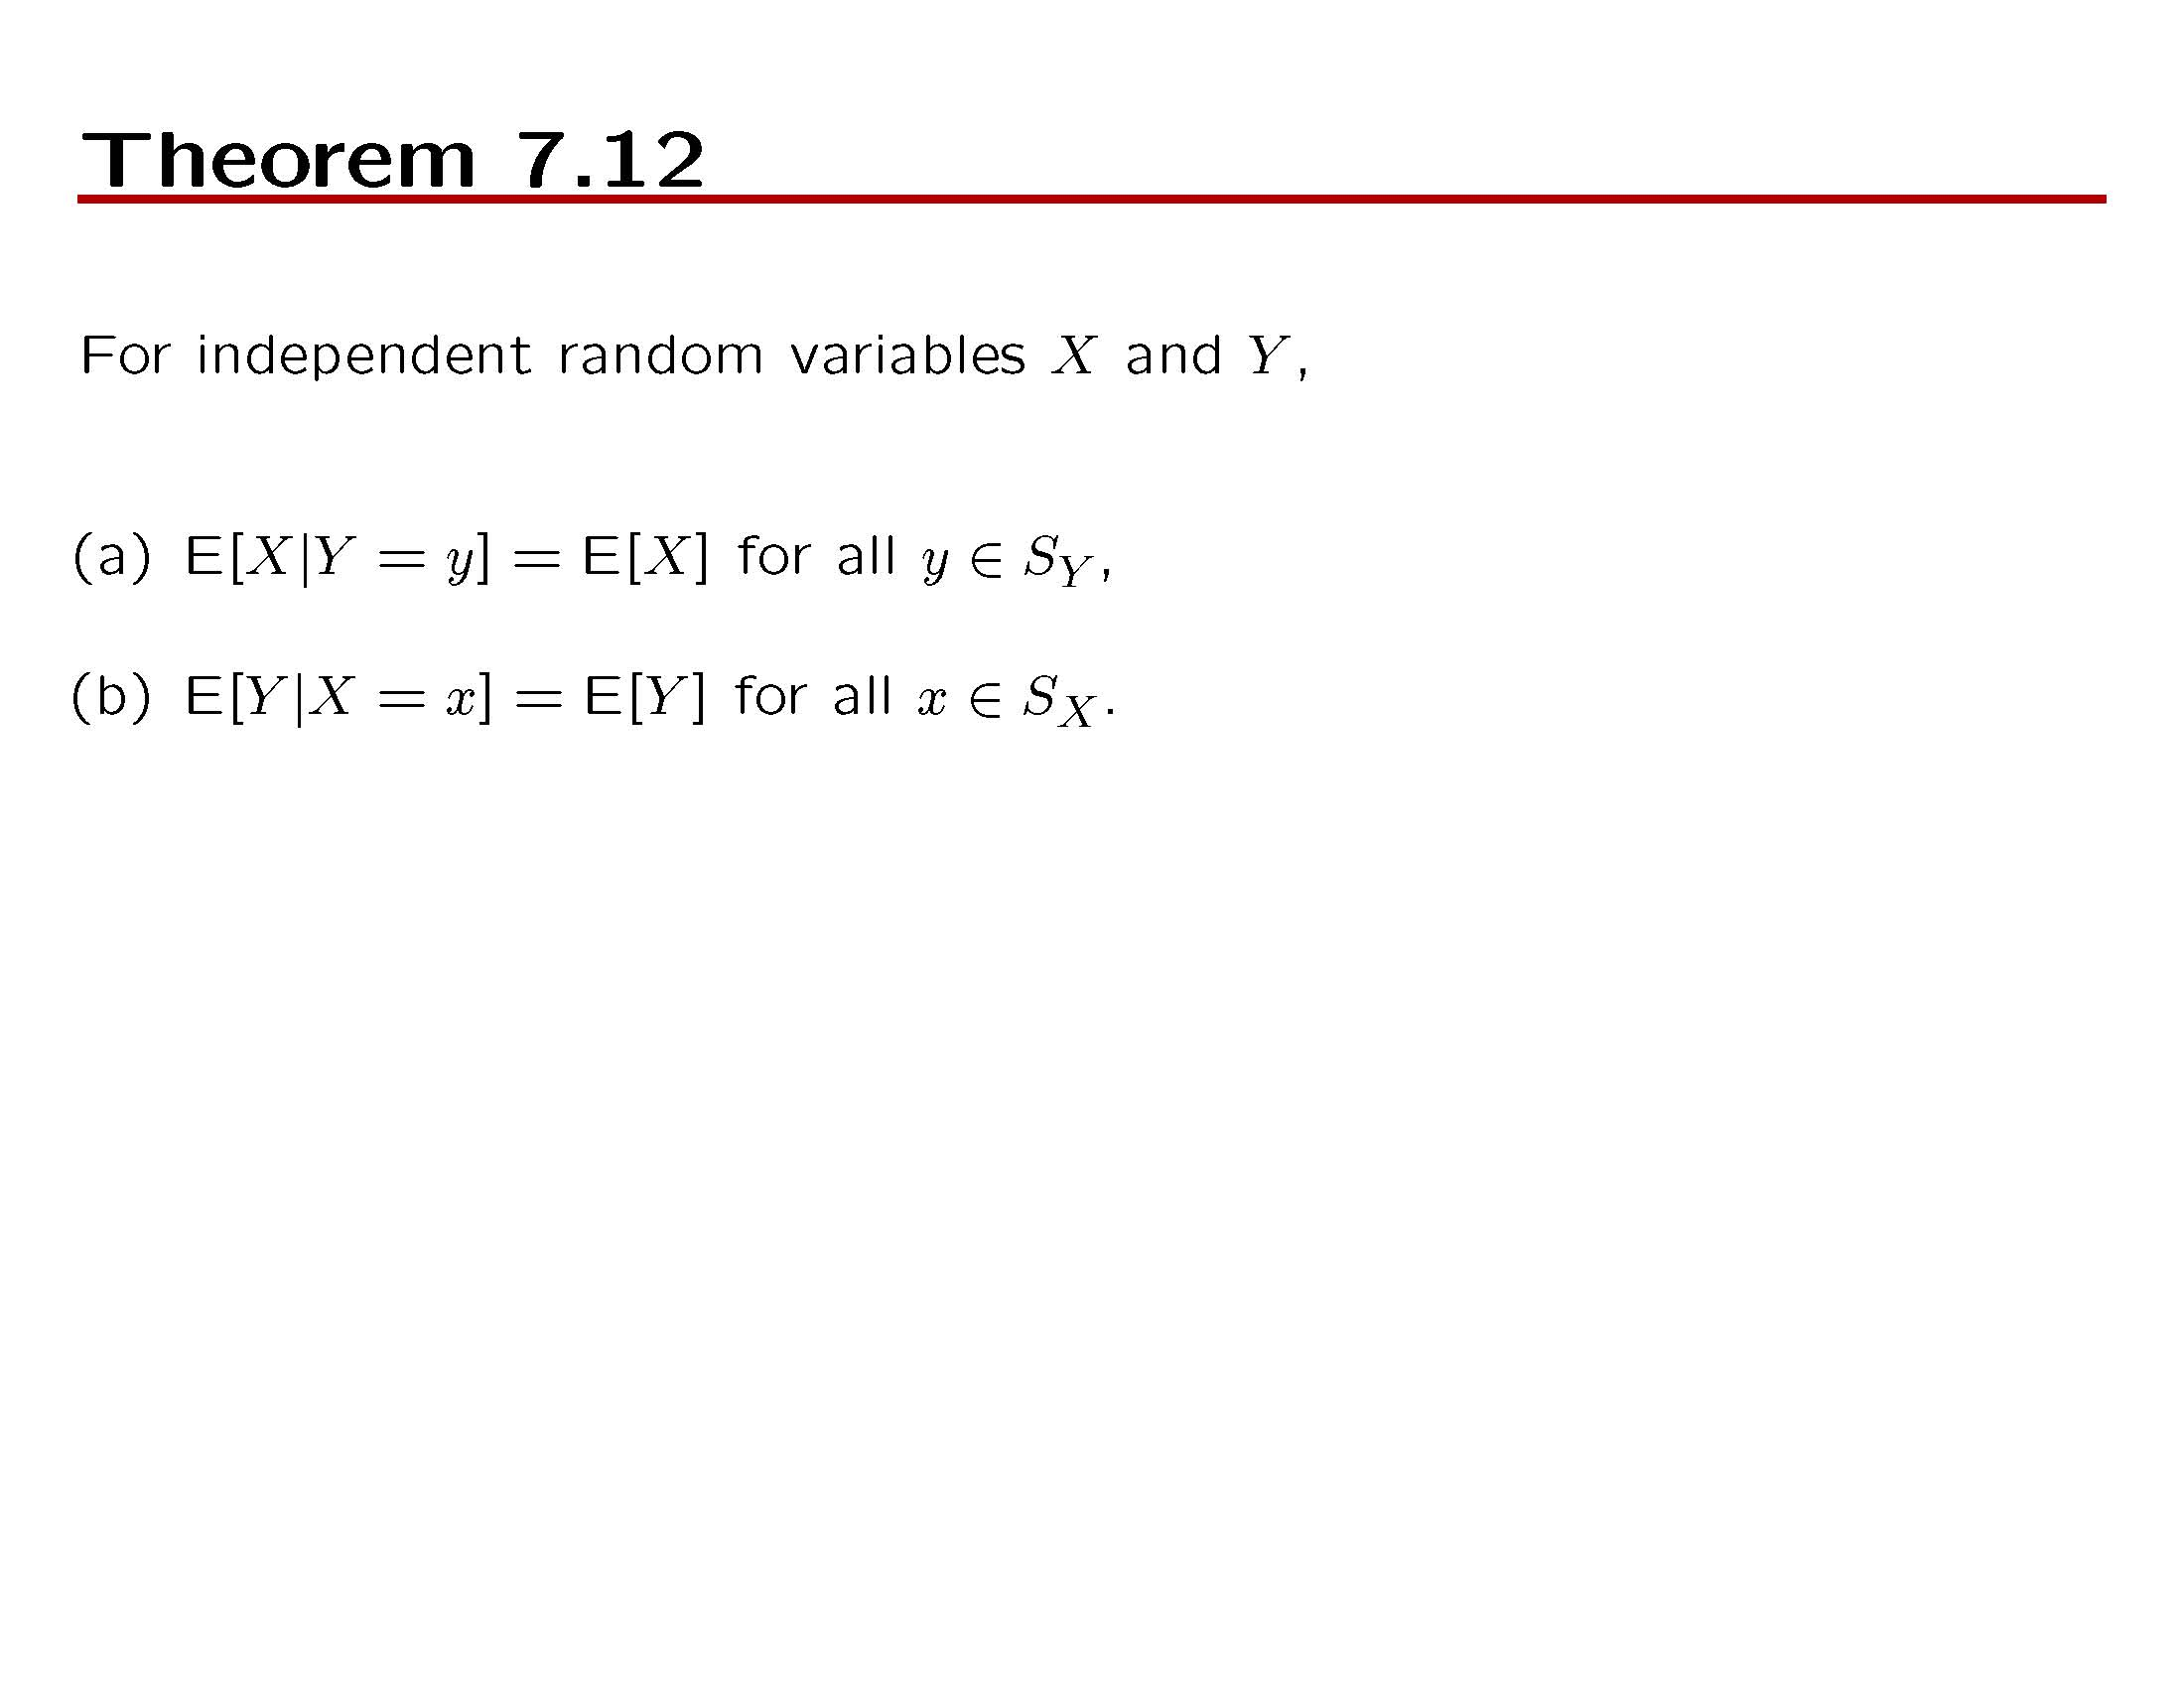 Theorem 7.12
For independent random variables X and Y,
(a) E[X|Y = y] = E[X] for all y ∈ S_Y,
(b) E[Y|X = x] = E[Y] for all x ∈ S_X.